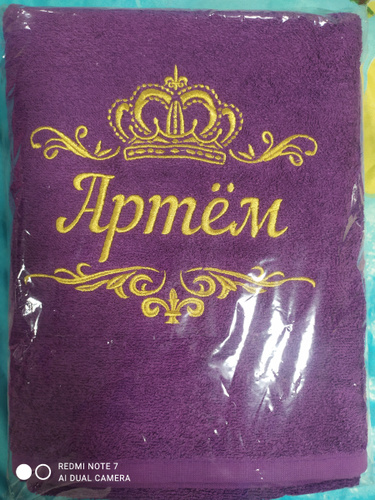 Артём
REDMI NOTE 7
AI DUAL CAMERA